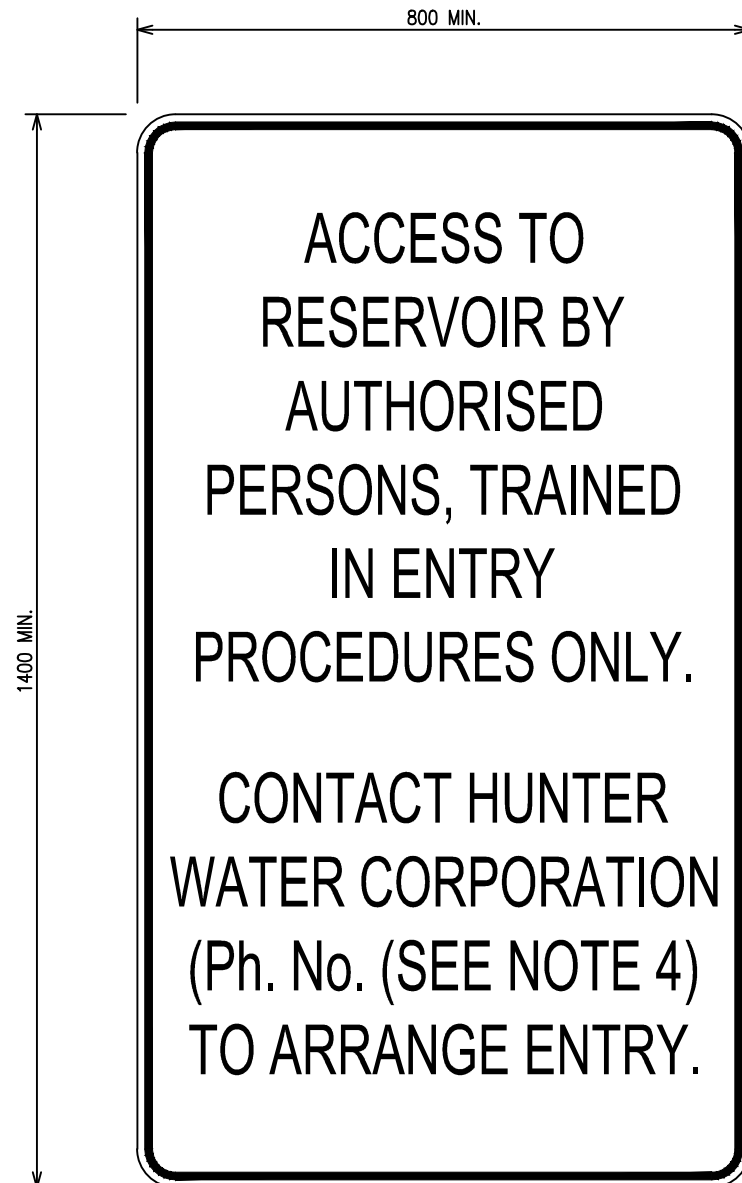 800 MIN.
1400 MIN.
ACCESS TO
RESERVOIR BY
AUTHORISED
PERSONS, TRAINED
IN ENTRY
PROCEDURES ONLY.
CONTACT HUNTER
WATER CORPORATION
(Ph. No. (SEE NOTE 4)
TO ARRANGE ENTRY.